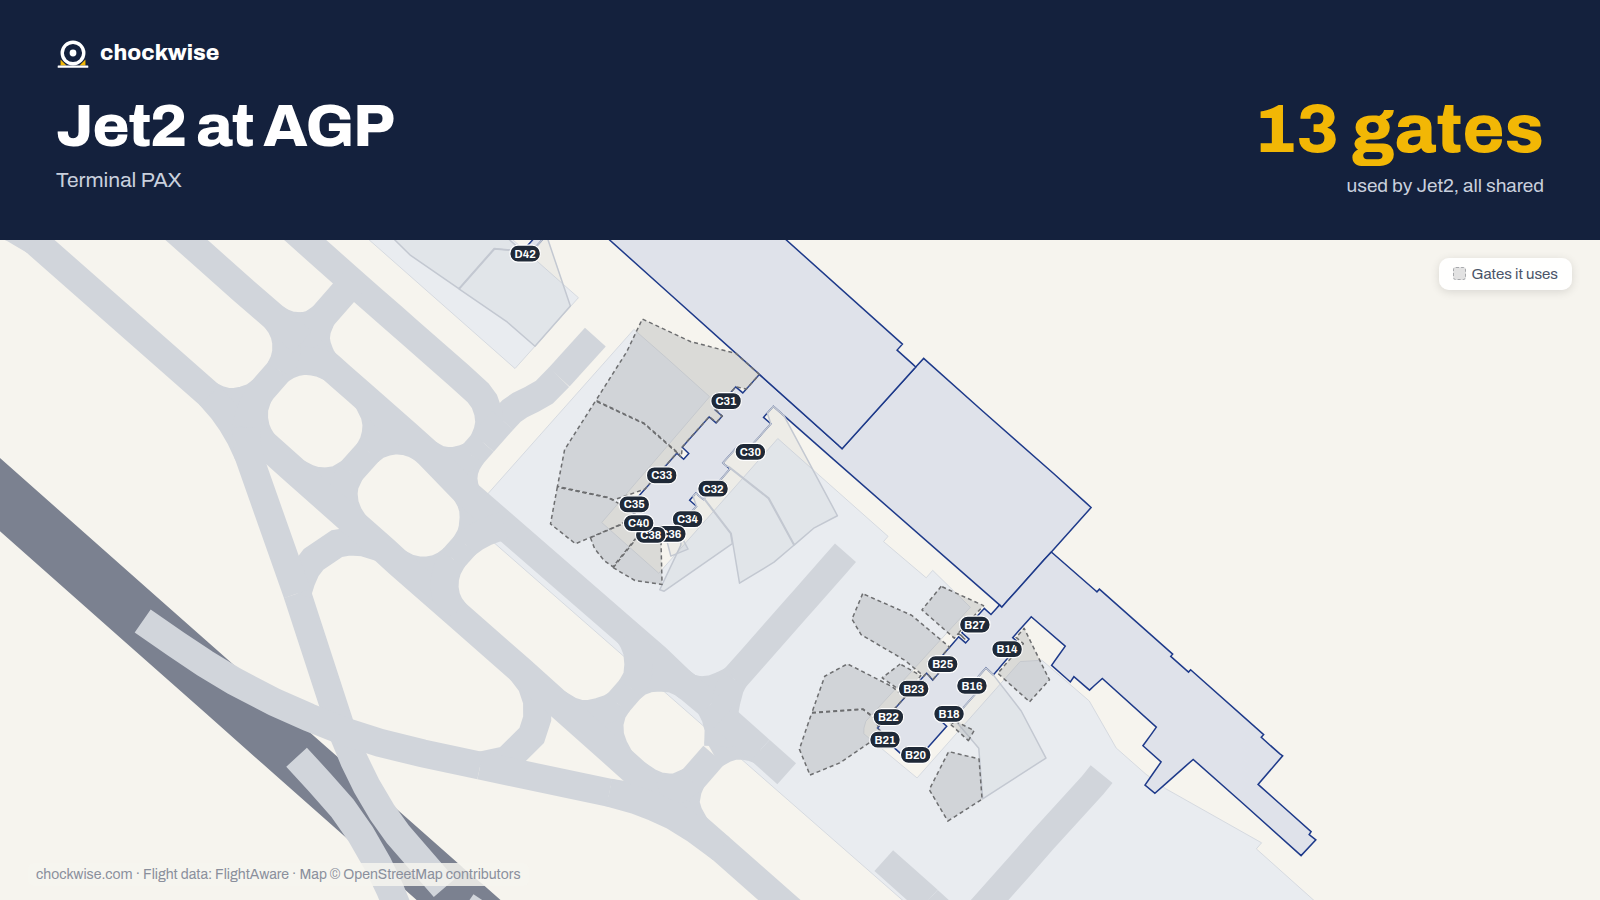 chockwise
Jet2 at AGP
Terminal PAX
13 gates
used by Jet2, all shared
Gates it uses
D42
C31
C30
C33
C32
C35
C34
C40
C38
C36
B27
B14
B25
B16
B23
B18
B22
B21
B20
chockwise.com · Flight data: FlightAware · Map © OpenStreetMap contributors